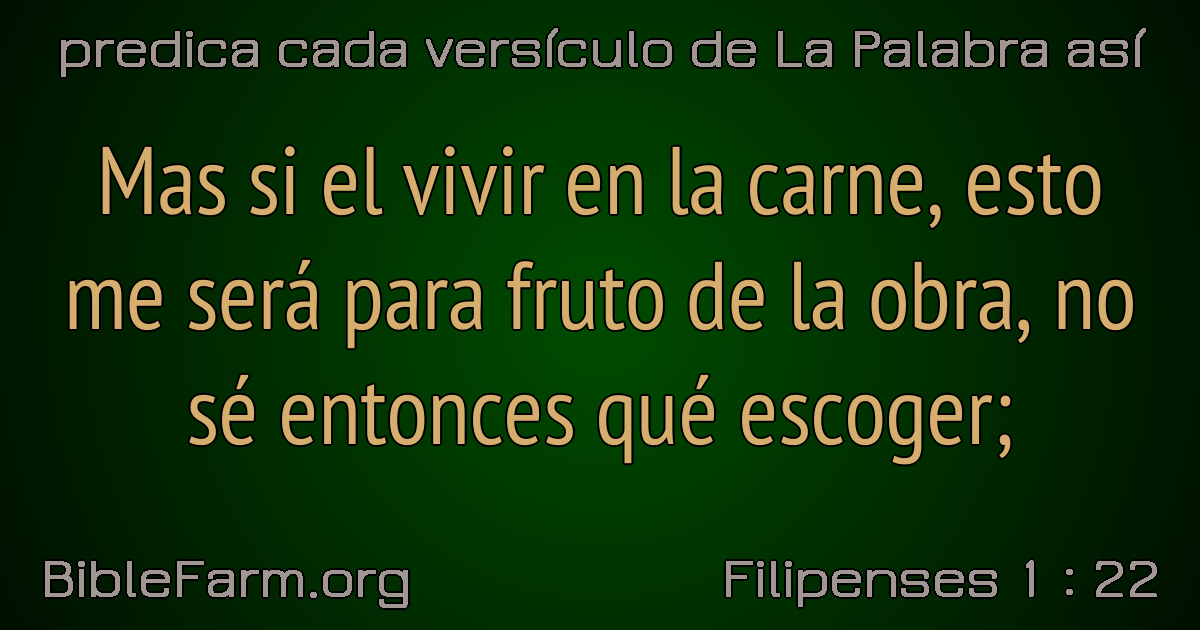 predica cada versículo de La Palabra así
Mas si el vivir en la carne, esto
me será para fruto de la obra, no
sé entonces qué escoger;
BibleFarm.org
Filipenses 1 : 22